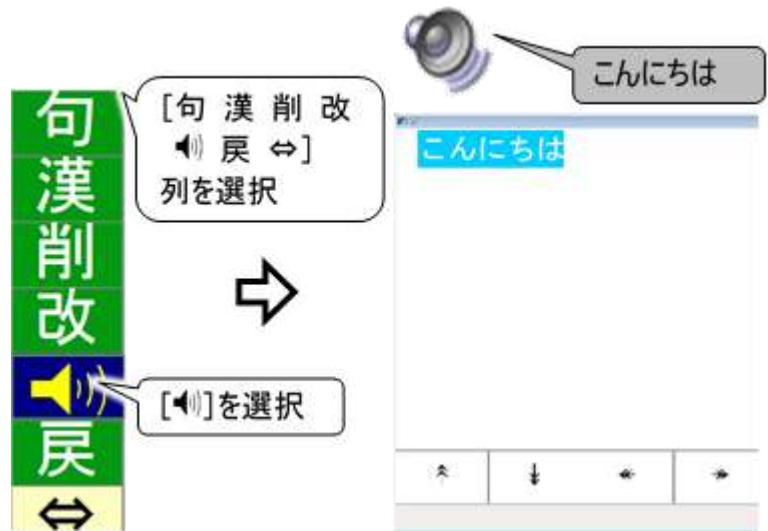 句
漢
削
改
戻
⇔
[句 漢 削 改
🔊 戻 ⇔]
列を選択
[🔊]を選択
こんにちは
こんにちは